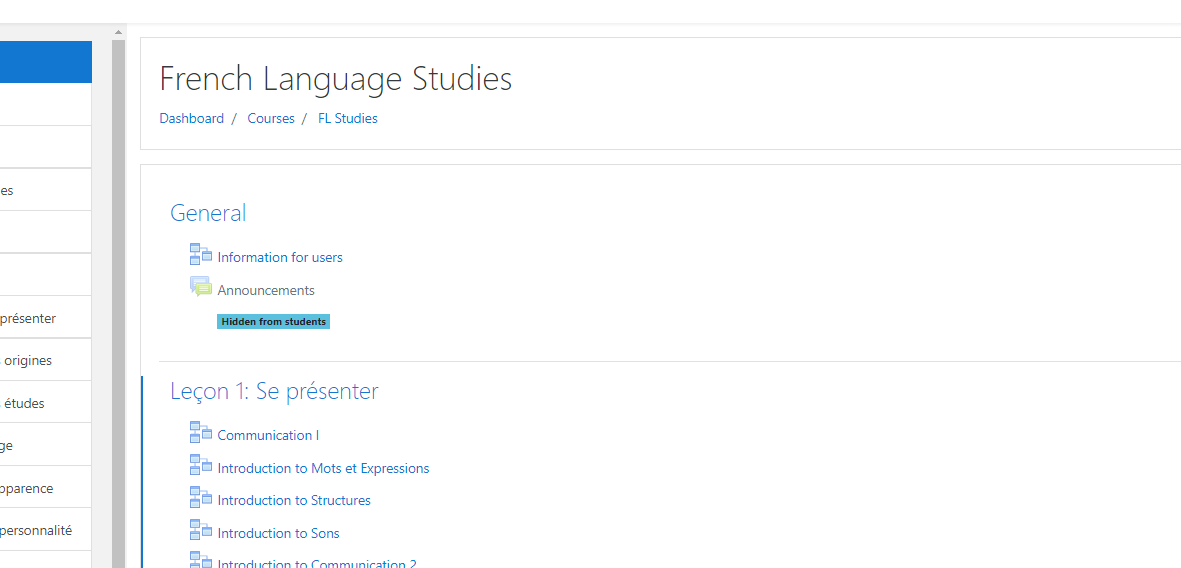 French Language Studies
Dashboard / Courses / FL Studies
General
Information for users
Announcements
Hidden from students
Leçon 1: Se présenter
Communication I
Introduction to Mots et Expressions
Introduction to Structures
Introduction to Sons
Introduction to Communication 2
es
présenter
origines
études
ge
pparence
personnalité